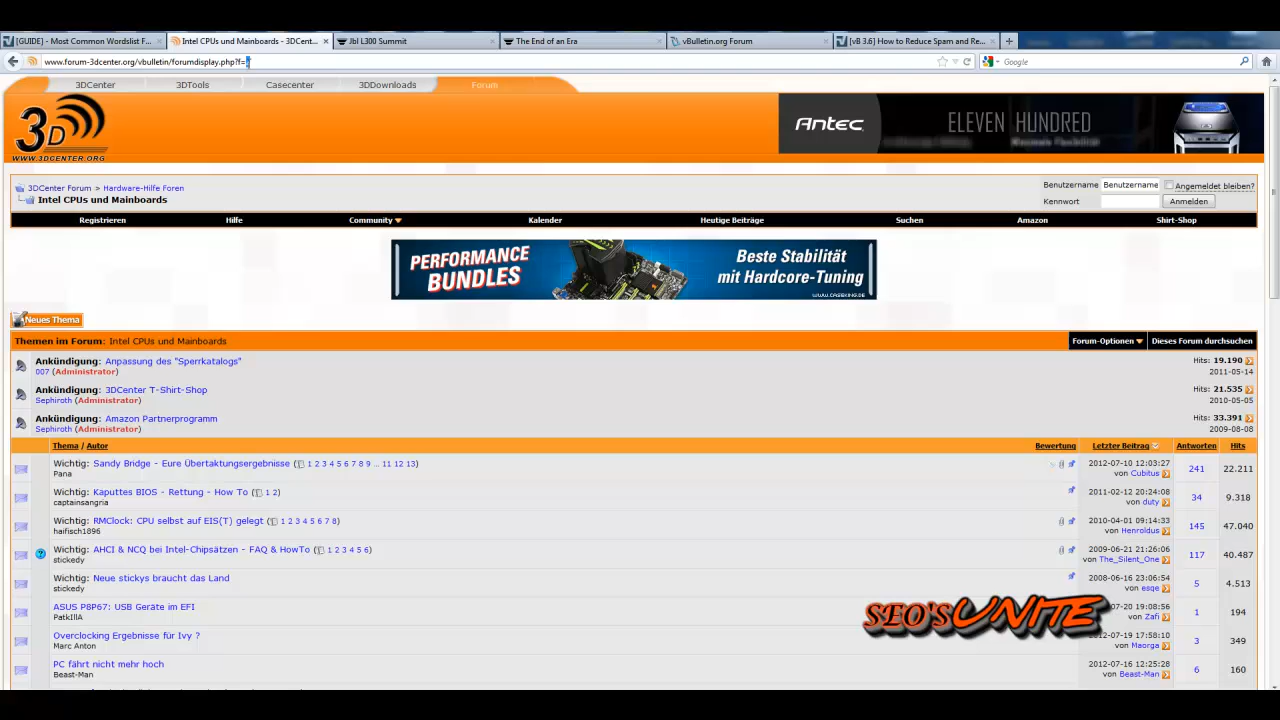 [GUIDE] - Most Common Wordslist F...
Intel CPUs und Mainboards - 3DCent...
Jbl L300 Summit
The End of an Era
vBulletin.org Forum
[vB 3.6] How to Reduce Spam and Re...
www.forum-3dcenter.org/vbulletin/forumdisplay.php?f=
Google
3DCenter
3DTools
Casecenter
3DDownloads
Forum
3D
WWW.3DCENTER.ORG
ANTEC
ELEVEN HUNDRED
3DCenter Forum > Hardware-Hilfe Foren
Intel CPUs und Mainboards
Benutzername Benutzername Angemeldet bleiben?
Kennwort Anmelden
Registrieren Hilfe Community Kalender Heutige Beiträge Suchen Amazon Shirt-Shop
PERFORMANCE
BUNDLES
Beste Stabilität
mit Hardcore-Tuning
WWW.CASEKING.DE
Neues Thema
Themen im Forum: Intel CPUs und Mainboards Forum-Optionen Dieses Forum durchsuchen
Ankündigung: Anpassung des "Sperrkatalogs" Hits: 19.190
007 (Administrator) 2011-05-14
Ankündigung: 3DCenter T-Shirt-Shop Hits: 21.535
Sephiroth (Administrator) 2010-05-05
Ankündigung: Amazon Partnerprogramm Hits: 33.391
Sephiroth (Administrator) 2009-08-08
Thema / Autor Bewertung Letzter Beitrag Antworten Hits
Wichtig: Sandy Bridge - Eure Übertaktungsergebnisse ( 1 2 3 4 5 6 7 8 9 ... 11 12 13) 2012-07-10 12:03:27 241 22.211
Pana von Cubitus
Wichtig: Kaputtes BIOS - Rettung - How To ( 1 2) 2011-02-12 20:24:08 34 9.318
captainsangria von duty
Wichtig: RMClock: CPU selbst auf EIS(T) gelegt ( 1 2 3 4 5 6 7 8) 2010-04-01 09:14:33 145 47.040
haifisch1896 von Henroldus
Wichtig: AHCI & NCQ bei Intel-Chipsätzen - FAQ & HowTo ( 1 2 3 4 5 6) 2009-06-21 21:26:06 117 40.487
stickedy von The_Silent_One
Wichtig: Neue stickys braucht das Land 2008-06-16 23:06:54 5 4.513
stickedy von esqe
ASUS P8P67: USB Geräte im EFI 07-20 19:08:56 1 194
PatkIllA von Zafi
Overclocking Ergebnisse für Ivy ? 2012-07-19 17:58:10 3 349
Marc Anton von Maorga
PC fährt nicht mehr hoch 2012-07-16 12:25:28 6 160
Beast-Man von Beast-Man
SEO'S UNITE